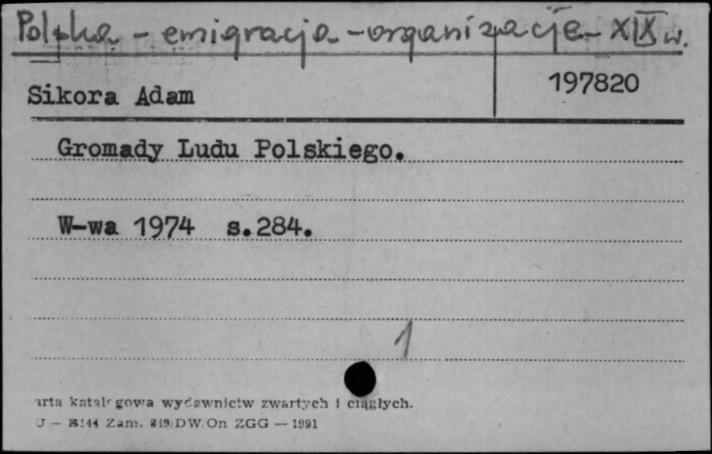 Polska - emigracja - organizacje - XIX w.
197820
Sikora Adam
Gromady Ludu Polskiego.
W-wa 1974 s.284.
1
arta katalogowa wydawnictw zwartych i ciągłych.
J - B144 Zam. 849/DW/On ZGG — 1991